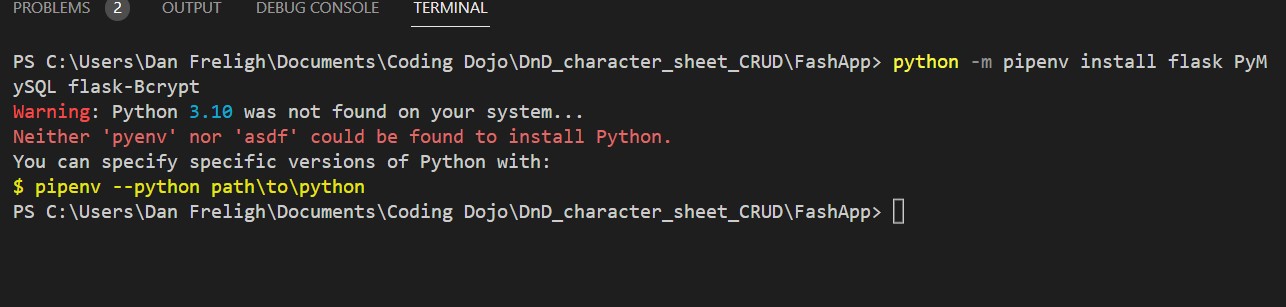 PROBLEMS 2 OUTPUT DEBUG CONSOLE TERMINAL
PS C:\Users\Dan Freligh\Documents\Coding Dojo\DnD_character_sheet_CRUD\FashApp> python -m pipenv install flask PyM
ySQL flask-Bcrypt
Warning: Python 3.10 was not found on your system...
Neither 'pyenv' nor 'asdf' could be found to install Python.
You can specify specific versions of Python with:
$ pipenv --python path\to\python
PS C:\Users\Dan Freligh\Documents\Coding Dojo\DnD_character_sheet_CRUD\FashApp>